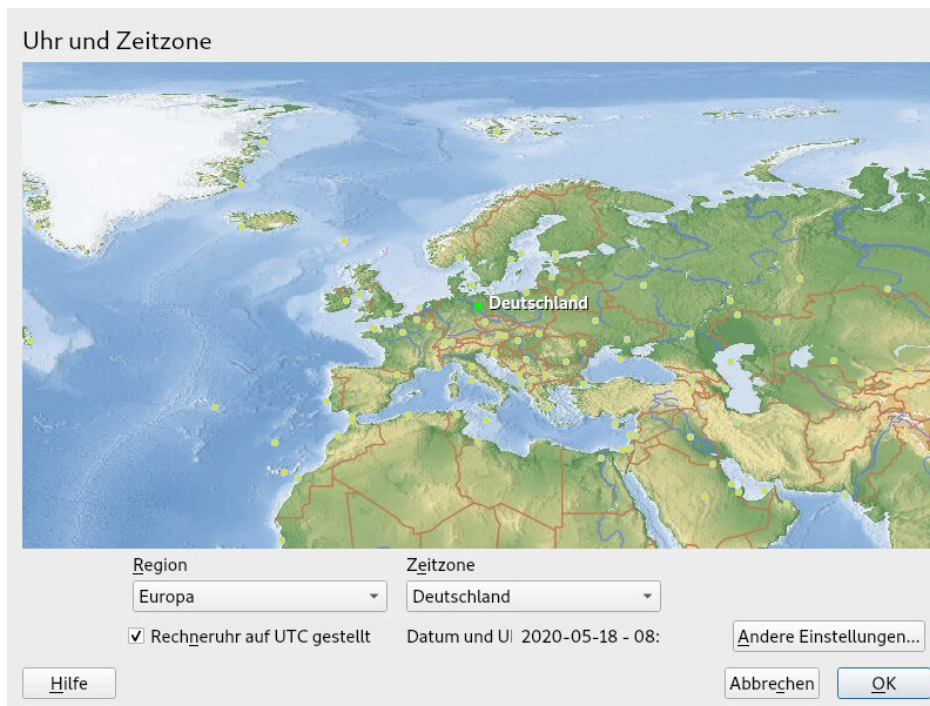 Uhr und Zeitzone
Deutschland
Region
Zeitzone
Europa
Deutschland
Rechneruhr auf UTC gestellt
Datum und Ul 2020-05-18 - 08:
Andere Einstellungen...
Hilfe
Abbrechen
OK